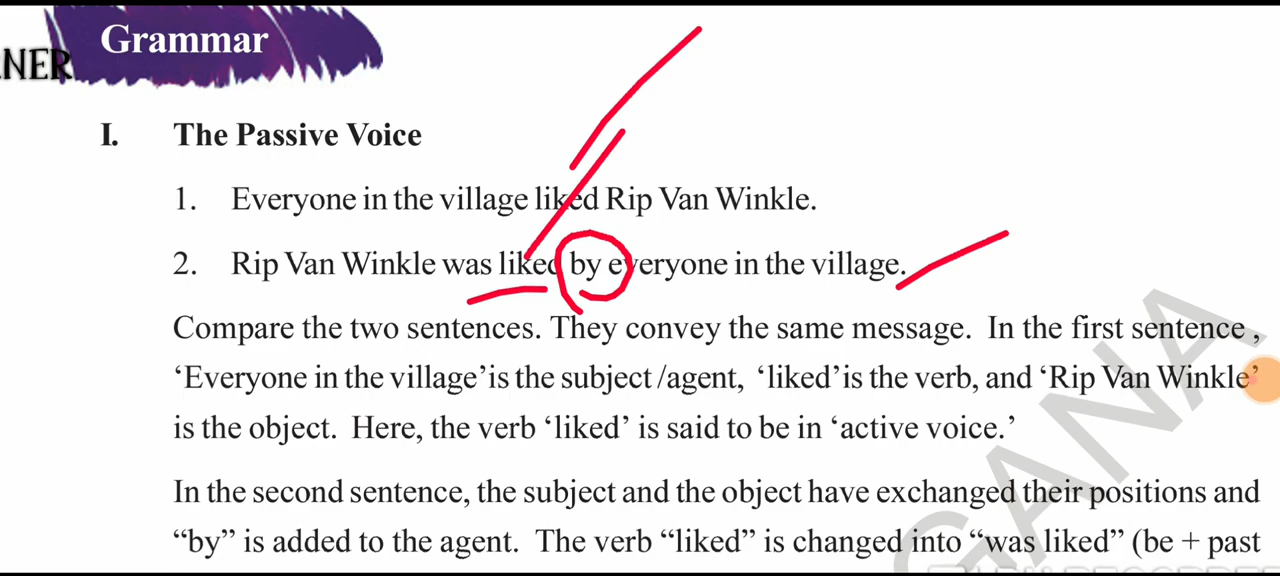 Grammar
NER
I. The Passive Voice
1. Everyone in the village liked Rip Van Winkle.
2. Rip Van Winkle was liked by everyone in the village.
Compare the two sentences. They convey the same message. In the first sentence ,
‘Everyone in the village’is the subject /agent, ‘liked’is the verb, and ‘Rip Van Winkle’
is the object. Here, the verb ‘liked’ is said to be in ‘active voice.’
In the second sentence, the subject and the object have exchanged their positions and
“by” is added to the agent. The verb “liked” is changed into “was liked” (be + past
GANA